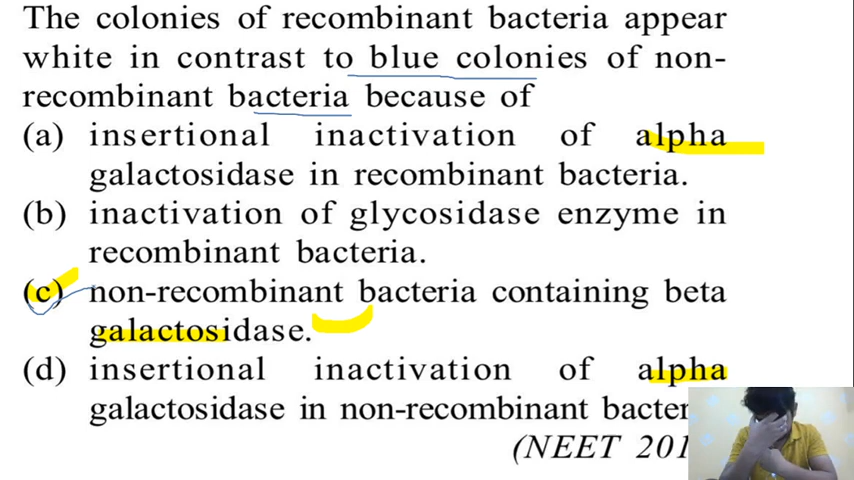 The colonies of recombinant bacteria appear
white in contrast to blue colonies of non-
recombinant bacteria because of
(a) insertional inactivation of alpha
galactosidase in recombinant bacteria.
(b) inactivation of glycosidase enzyme in
recombinant bacteria.
(c) non-recombinant bacteria containing beta
galactosidase.
(d) insertional inactivation of alpha
galactosidase in non-recombinant
(NEET